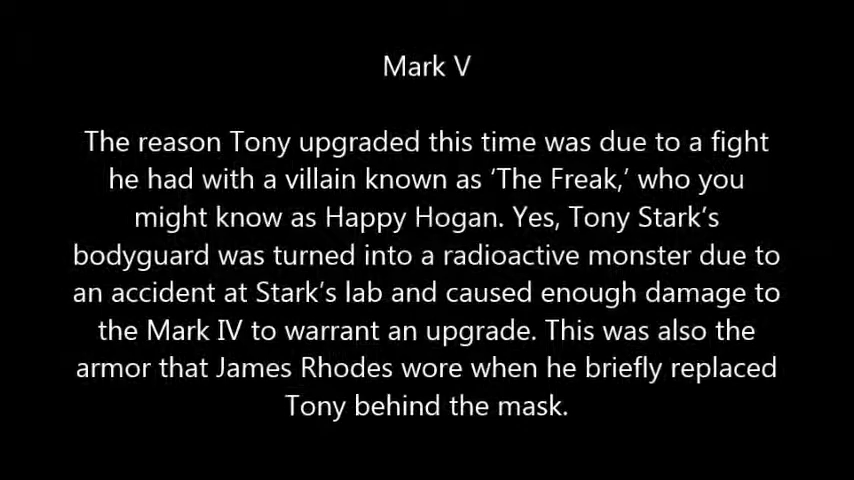 Mark V
The reason Tony upgraded this time was due to a fight
he had with a villain known as ‘The Freak,’ who you
might know as Happy Hogan. Yes, Tony Stark’s
bodyguard was turned into a radioactive monster due to
an accident at Stark’s lab and caused enough damage to
the Mark IV to warrant an upgrade. This was also the
armor that James Rhodes wore when he briefly replaced
Tony behind the mask.